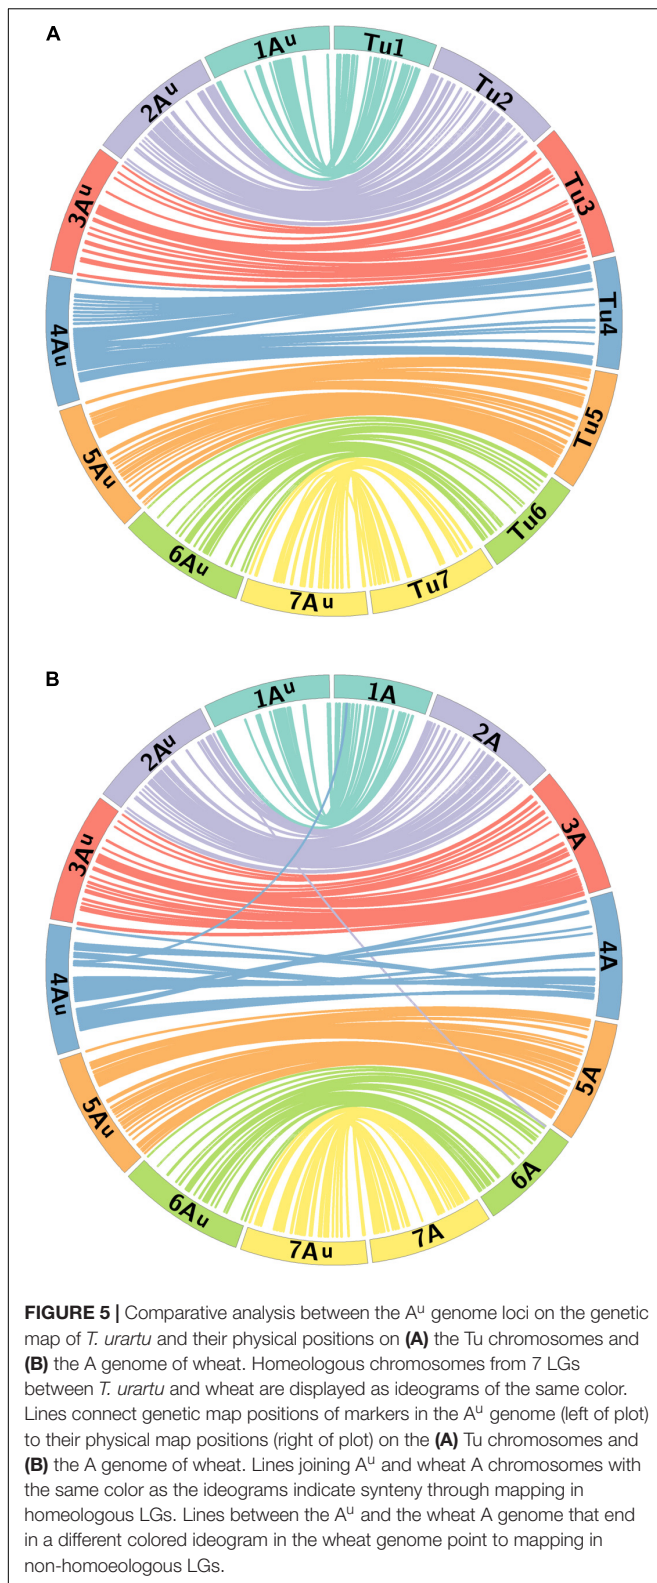 A
1Aᵘ
Tu1
2Aᵘ
Tu2
3Aᵘ
Tu3
4Aᵘ
Tu4
5Aᵘ
Tu5
6Aᵘ
Tu6
7Aᵘ
Tu7
B
1Aᵘ
1A
2Aᵘ
2A
3Aᵘ
3A
4Aᵘ
4A
5Aᵘ
5A
6Aᵘ
6A
7Aᵘ
7A
FIGURE 5 | Comparative analysis between the Aᵘ genome loci on the genetic
map of T. urartu and their physical positions on (A) the Tu chromosomes and
(B) the A genome of wheat. Homeologous chromosomes from 7 LGs
between T. urartu and wheat are displayed as ideograms of the same color.
Lines connect genetic map positions of markers in the Aᵘ genome (left of plot)
to their physical map positions (right of plot) on the (A) Tu chromosomes and
(B) the A genome of wheat. Lines joining Aᵘ and wheat A chromosomes with
the same color as the ideograms indicate synteny through mapping in
homeologous LGs. Lines between the Aᵘ and the wheat A genome that end
in a different colored ideogram in the wheat genome point to mapping in
non-homoeologous LGs.